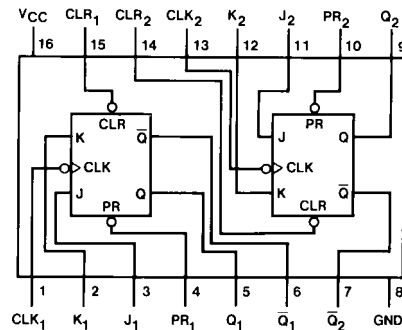 VCC CLR1 CLR2 CLK2 K2 J2 PR2 Q2
16 15 14 13 12 11 10 9
CLR PR
K Q̅ J Q
CLK CLK
J Q K Q̅
PR CLR
1 2 3 4 5 6 7 8
CLK1 K1 J1 PR1 Q1 Q̅1 Q̅2 GND